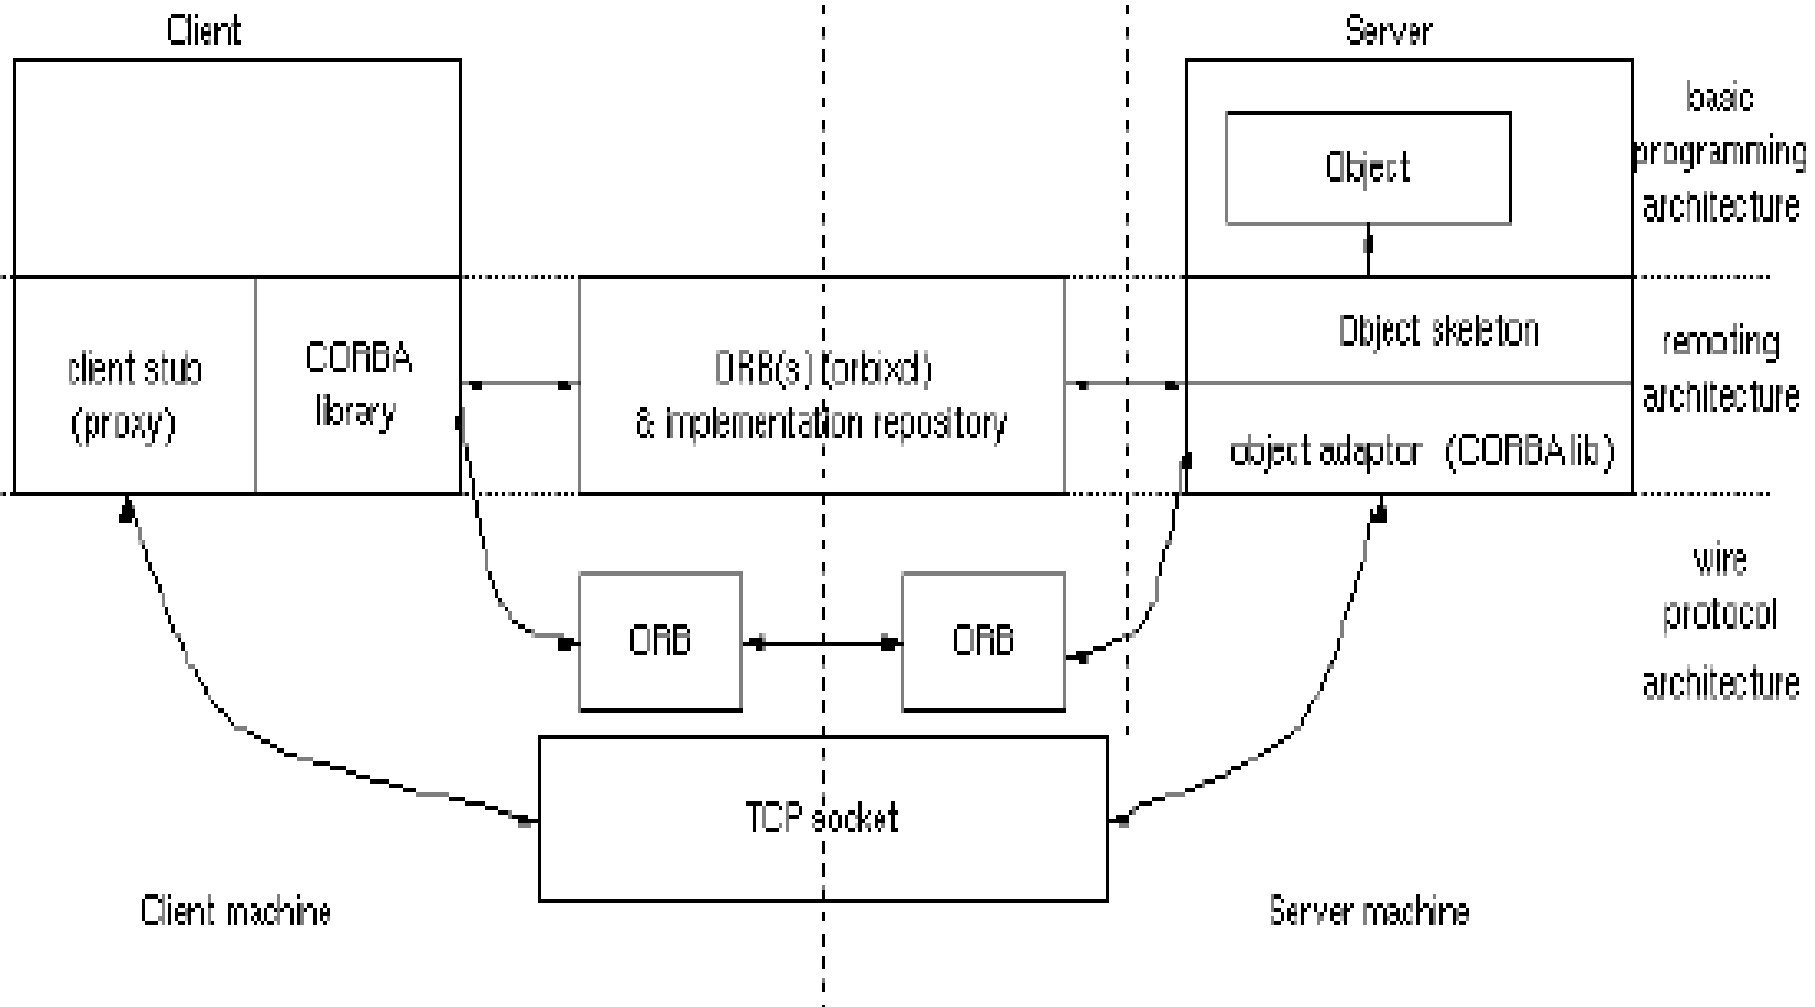 Client
Server
basic
programming
architecture
Object
client stub
(proxy)
CORBA
library
ORB(s) (orbixd)
& implementation repository
Object skeleton
object adaptor (CORBA lib)
remoting
architecture
wire
protocol
architecture
ORB
ORB
TCP socket
Client machine
Server machine